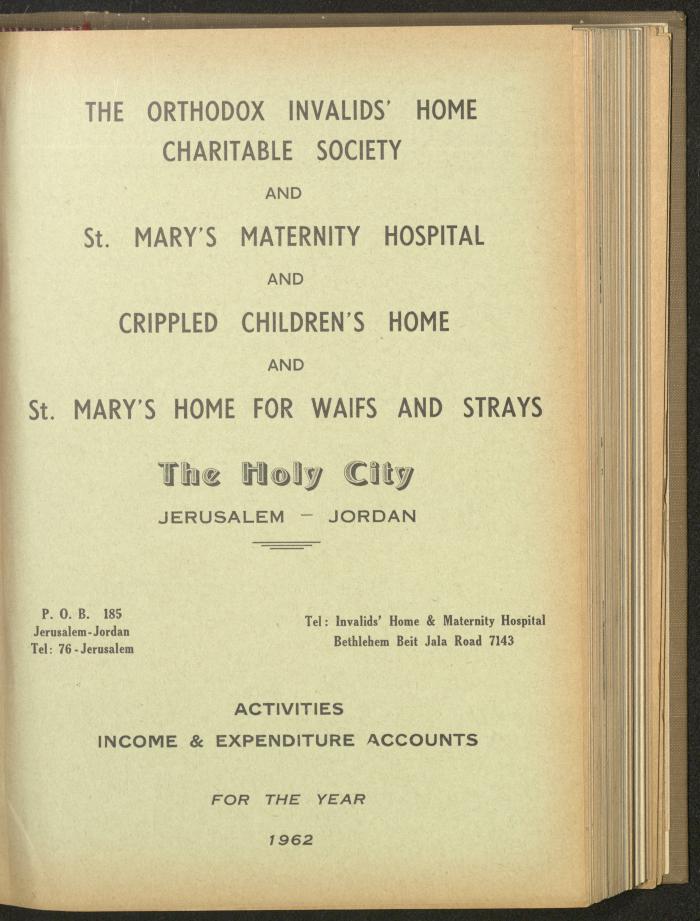 THE ORTHODOX INVALIDS' HOME
CHARITABLE SOCIETY
AND
St. MARY'S MATERNITY HOSPITAL
AND
CRIPPLED CHILDREN'S HOME
AND
St. MARY'S HOME FOR WAIFS AND STRAYS
The Holy City
JERUSALEM – JORDAN
P. O. B. 185
Jerusalem-Jordan
Tel: 76 - Jerusalem
Tel: Invalids' Home & Maternity Hospital
Bethlehem Beit Jala Road 7143
ACTIVITIES
INCOME & EXPENDITURE ACCOUNTS
FOR THE YEAR
1962